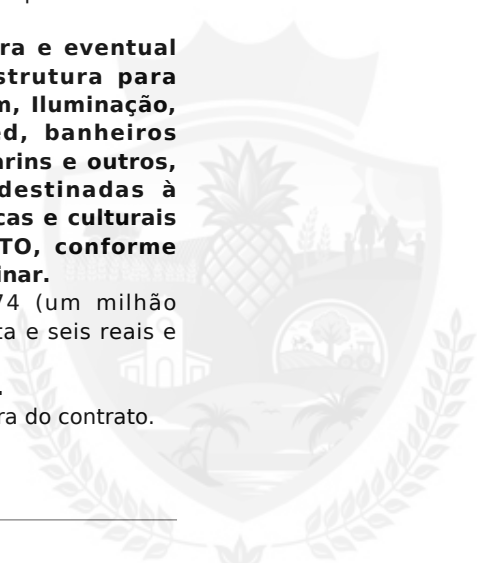 ra e eventual
strutura para
m, Iluminação,
ed, banheiros
arins e outros,
destinadas à
cas e culturais
TO, conforme
inar.
74 (um milhão
ta e seis reais e
.
ra do contrato.